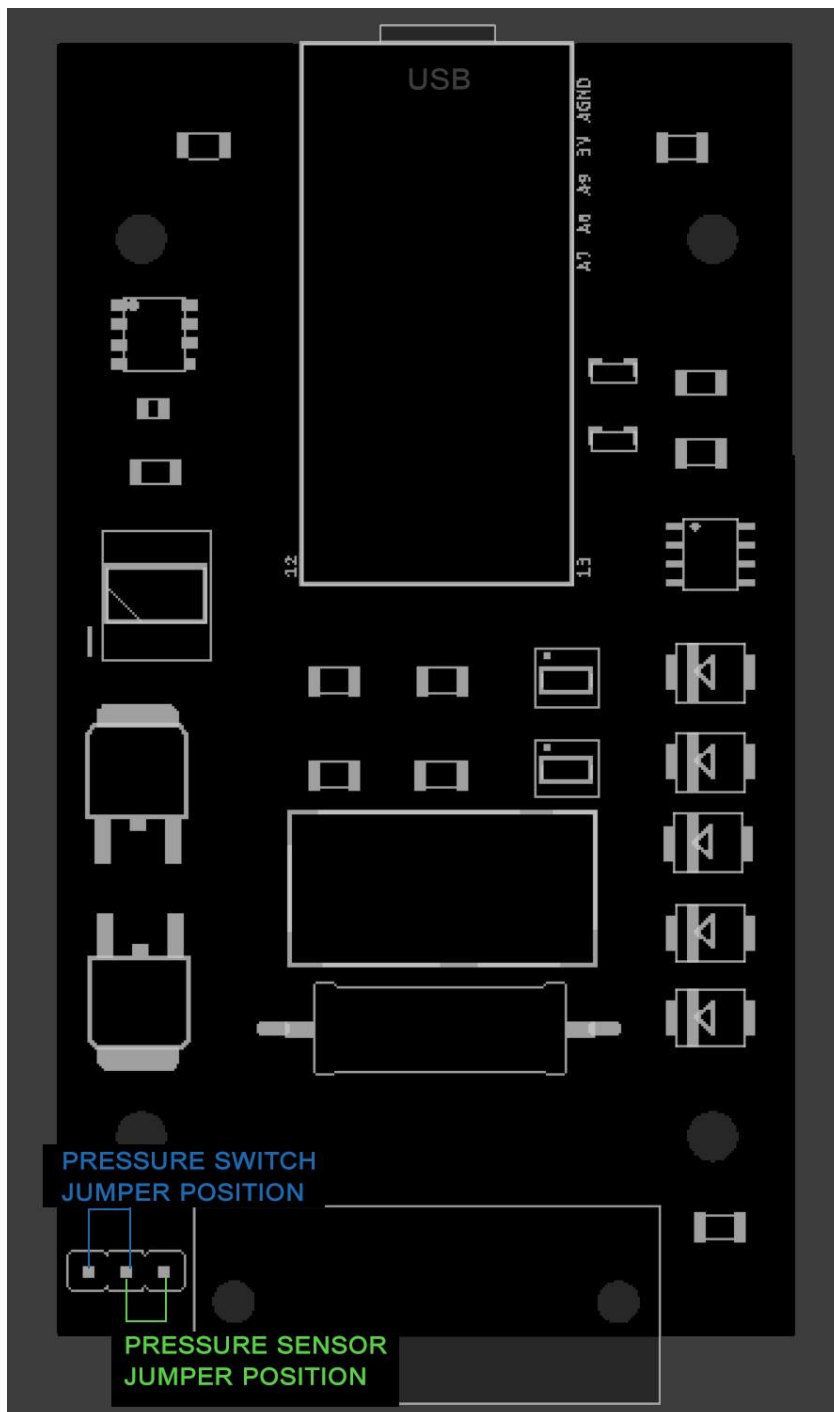 USB
AGND
3V
A9
A8
A7
12
13
PRESSURE SWITCH
JUMPER POSITION
PRESSURE SENSOR
JUMPER POSITION